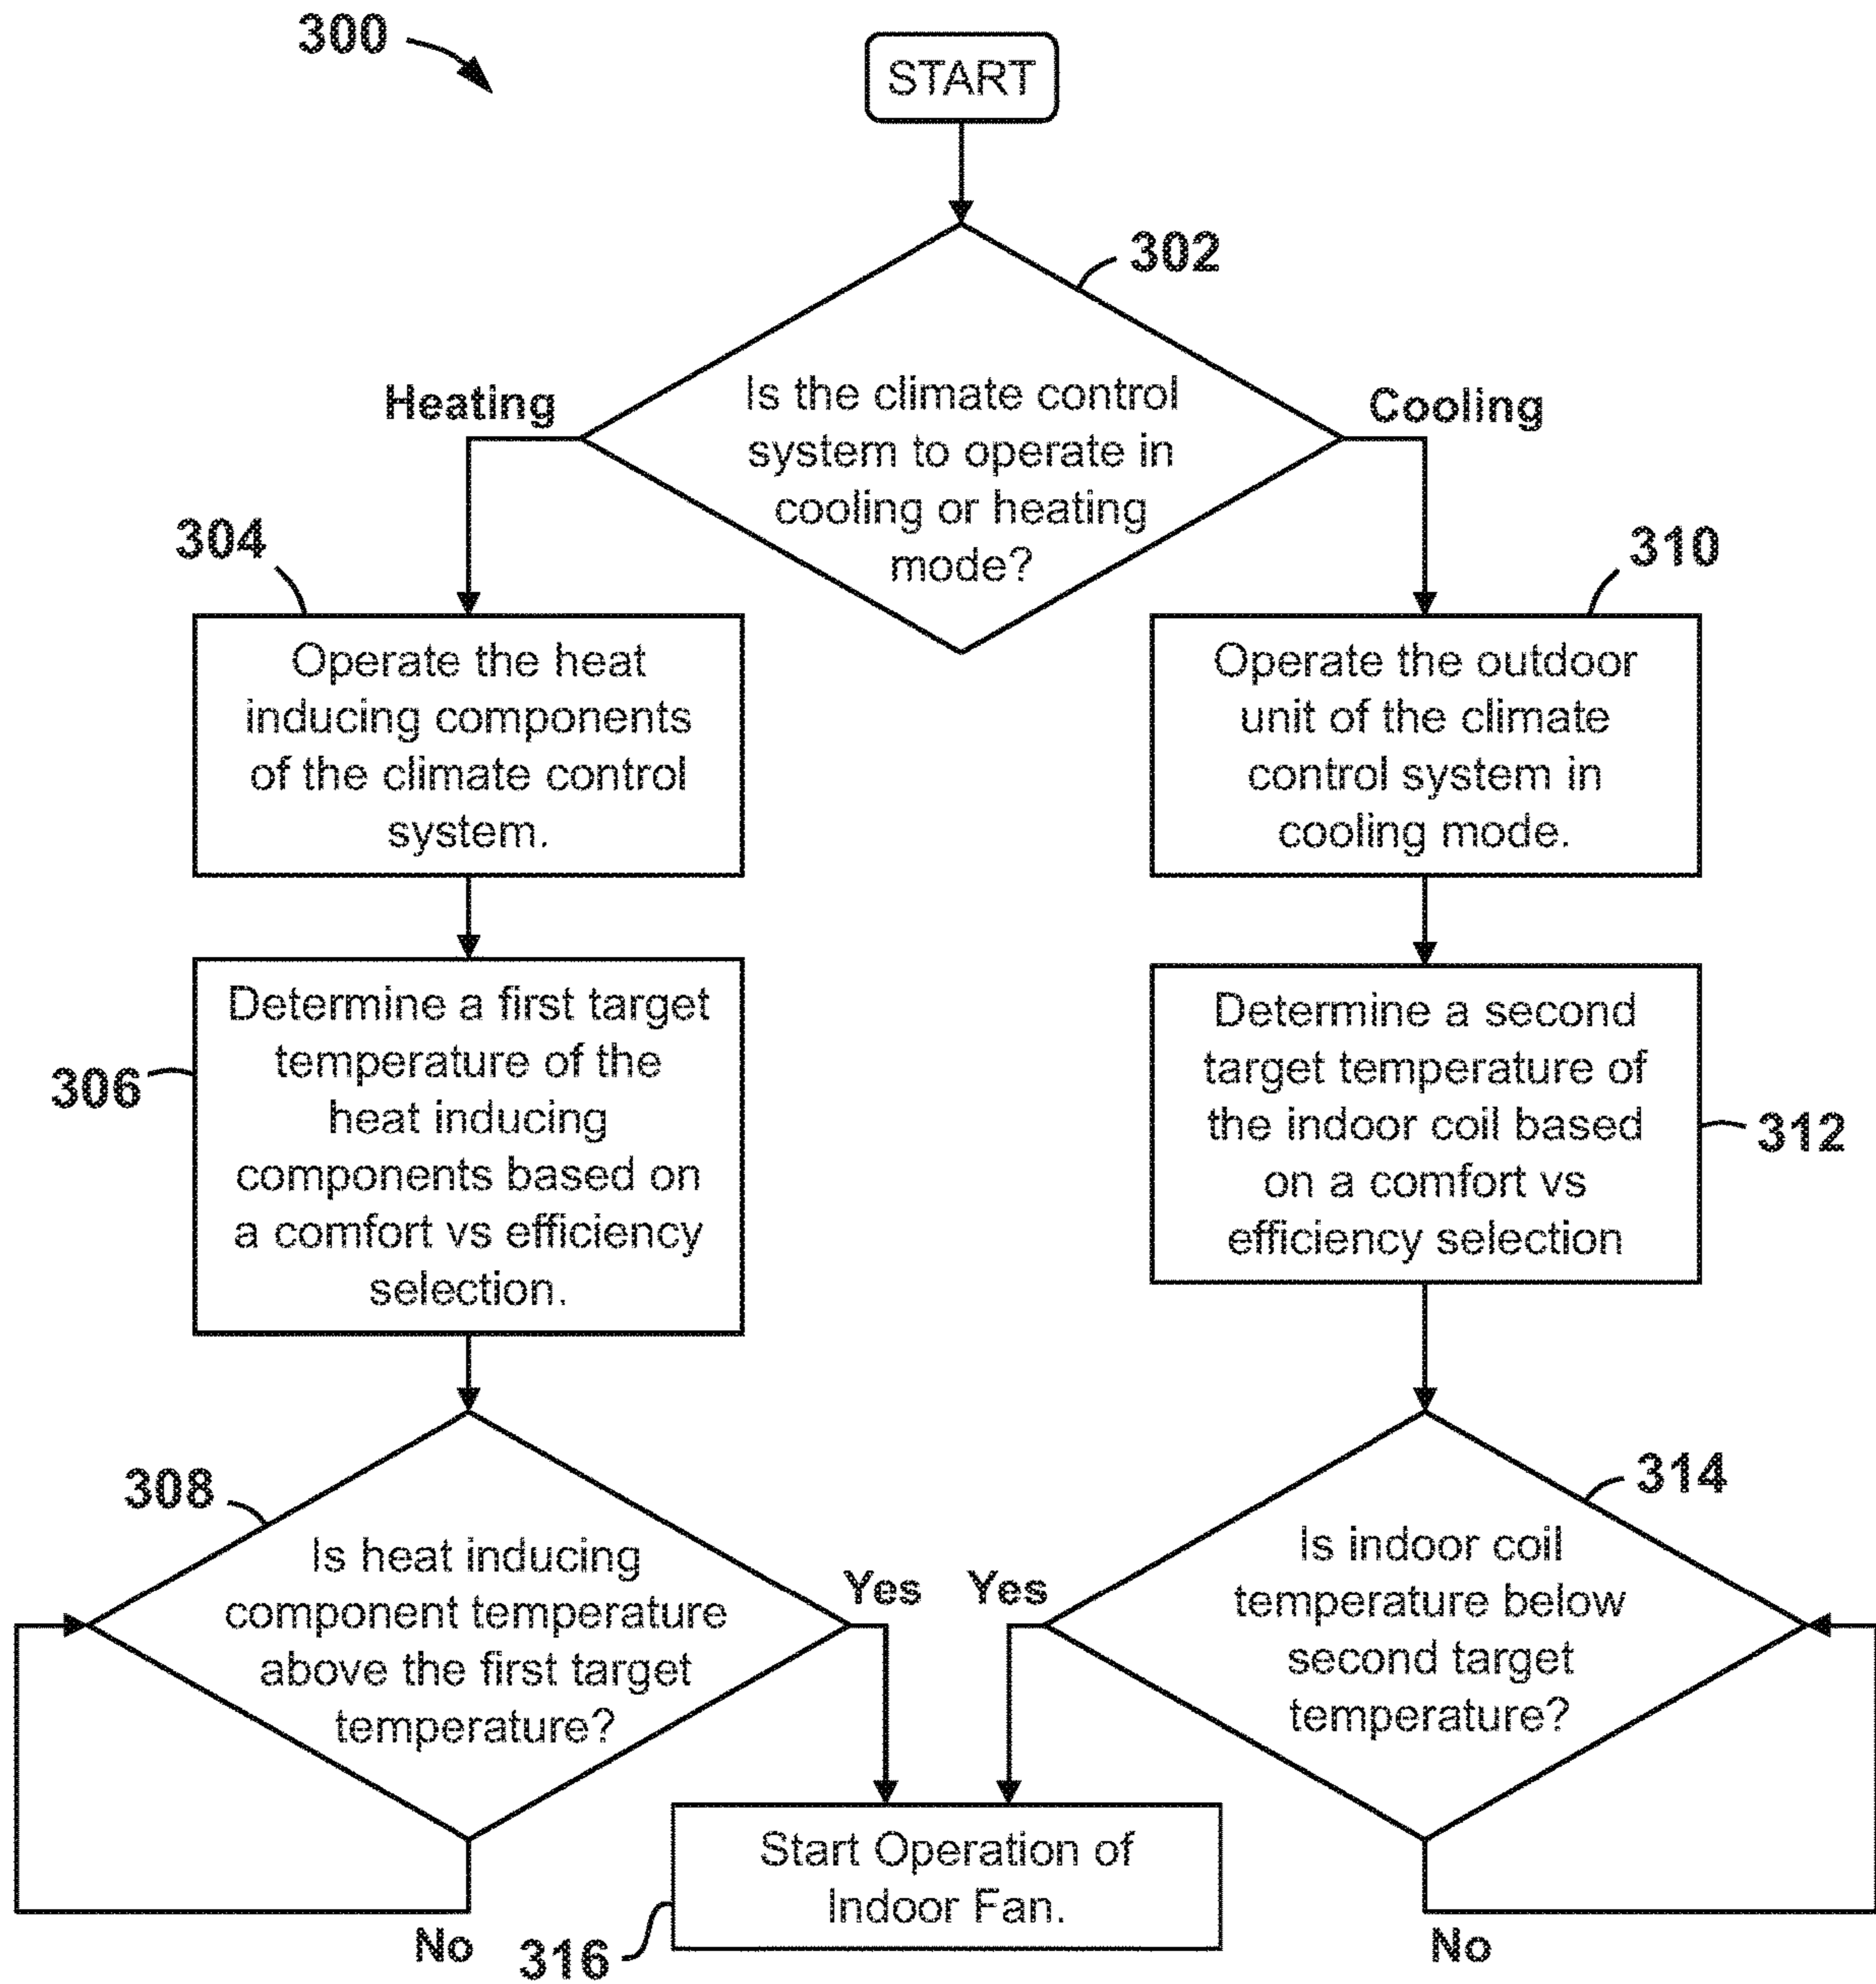 300
START
302
Is the climate control
system to operate in
cooling or heating
mode?
Heating
Cooling
304
Operate the heat
inducing components
of the climate control
system.
306
Determine a first target
temperature of the
heat inducing
components based on
a comfort vs efficiency
selection.
308
Is heat inducing
component temperature
above the first target
temperature?
Yes
No
310
Operate the outdoor
unit of the climate
control system in
cooling mode.
312
Determine a second
target temperature of
the indoor coil based
on a comfort vs
efficiency selection
314
Is indoor coil
temperature below
second target
temperature?
Yes
No
316
Start Operation of
Indoor Fan.